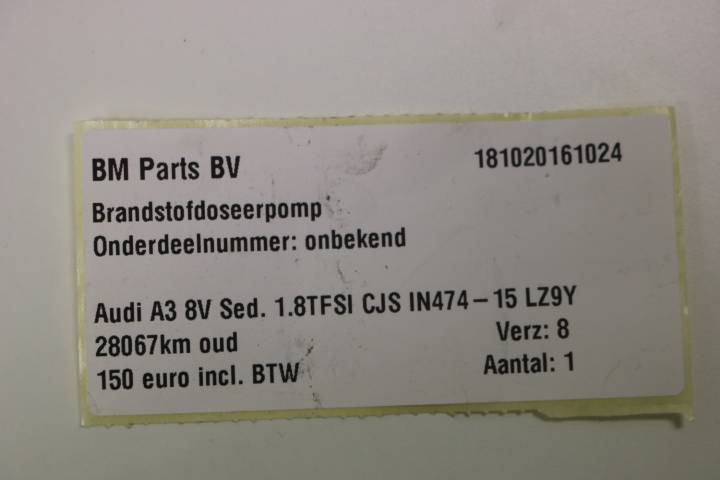 BM Parts BV 181020161024
Brandstofdoseerpomp
Onderdeelnummer: onbekend
Audi A3 8V Sed. 1.8TFSI CJS IN474-15 LZ9Y
28067km oud Verz: 8
150 euro incl. BTW Aantal: 1